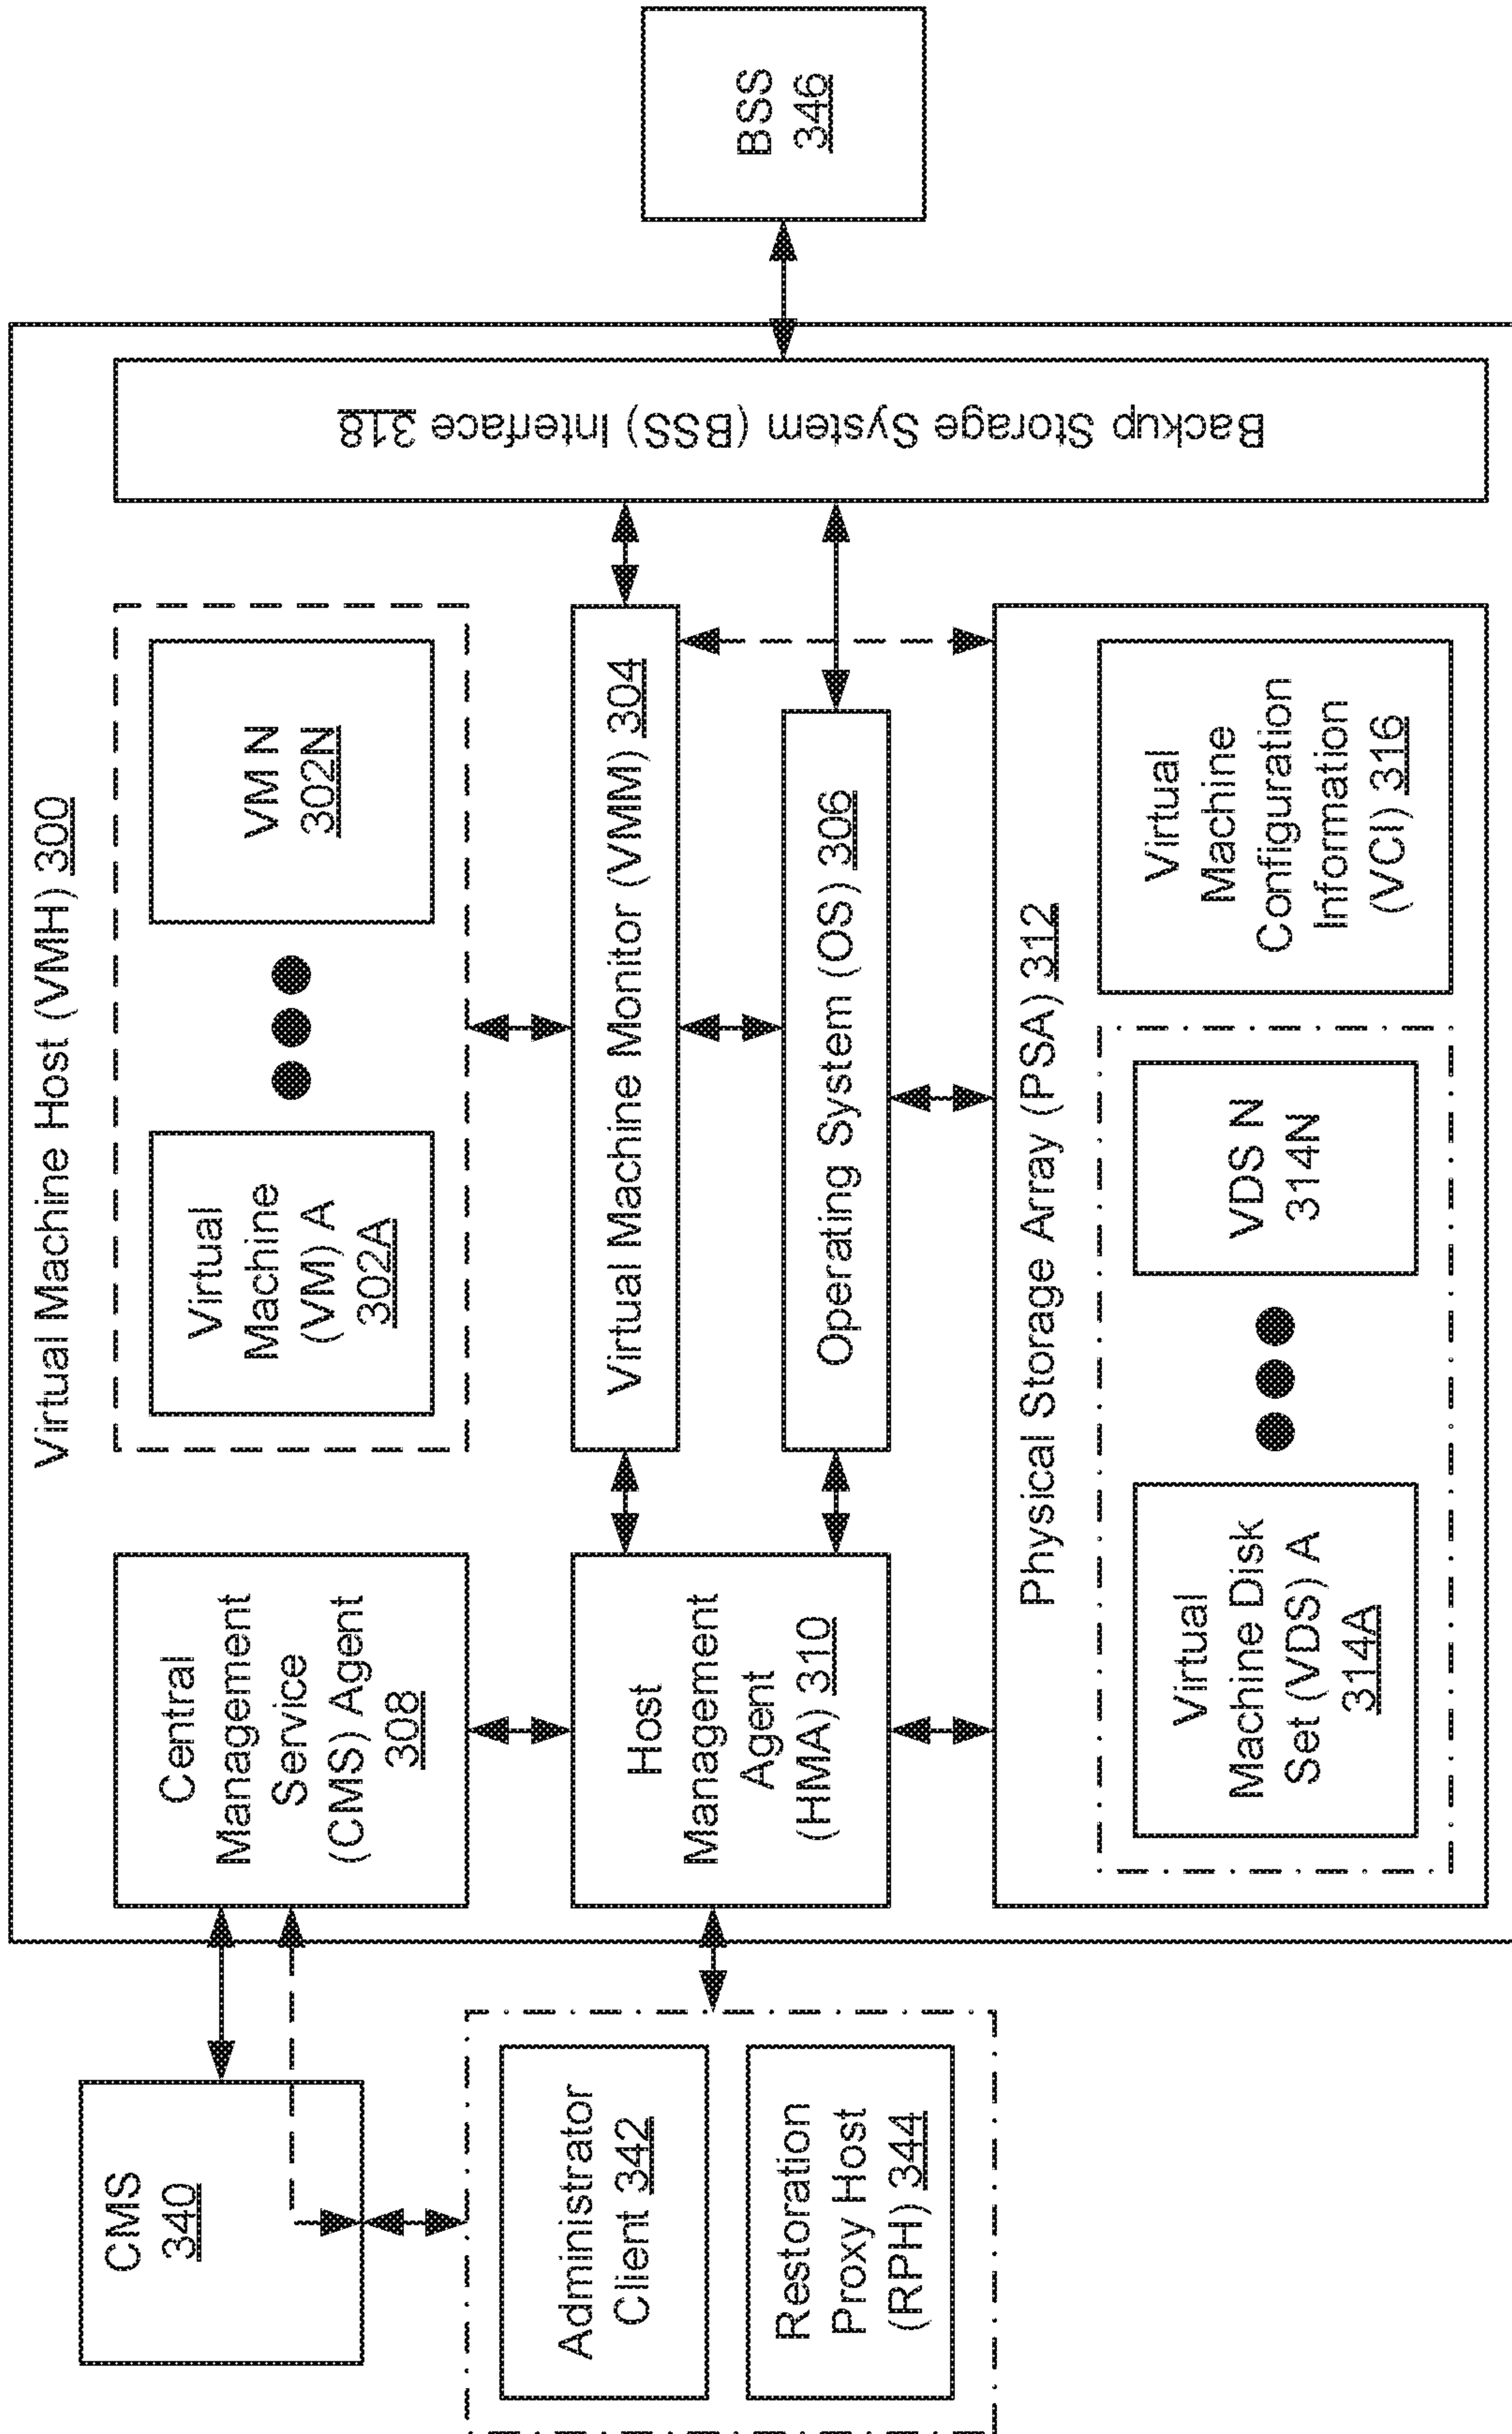 Virtual Machine Host (VMH) 300
CMS
340
Central
Management
Service
(CMS) Agent
308
Virtual
Machine
(VM) A
302A
VM N
302N
Administrator
Client 342
Restoration
Proxy Host
(RPH) 344
Host
Management
Agent
(HMA) 310
Virtual Machine Monitor (VMM) 304
Operating System (OS) 306
Physical Storage Array (PSA) 312
Virtual
Machine Disk
Set (VDS) A
314A
VDS N
314N
Virtual
Machine
Configuration
Information
(VCI) 316
Backup Storage System (BSS) Interface 318
BSS
346